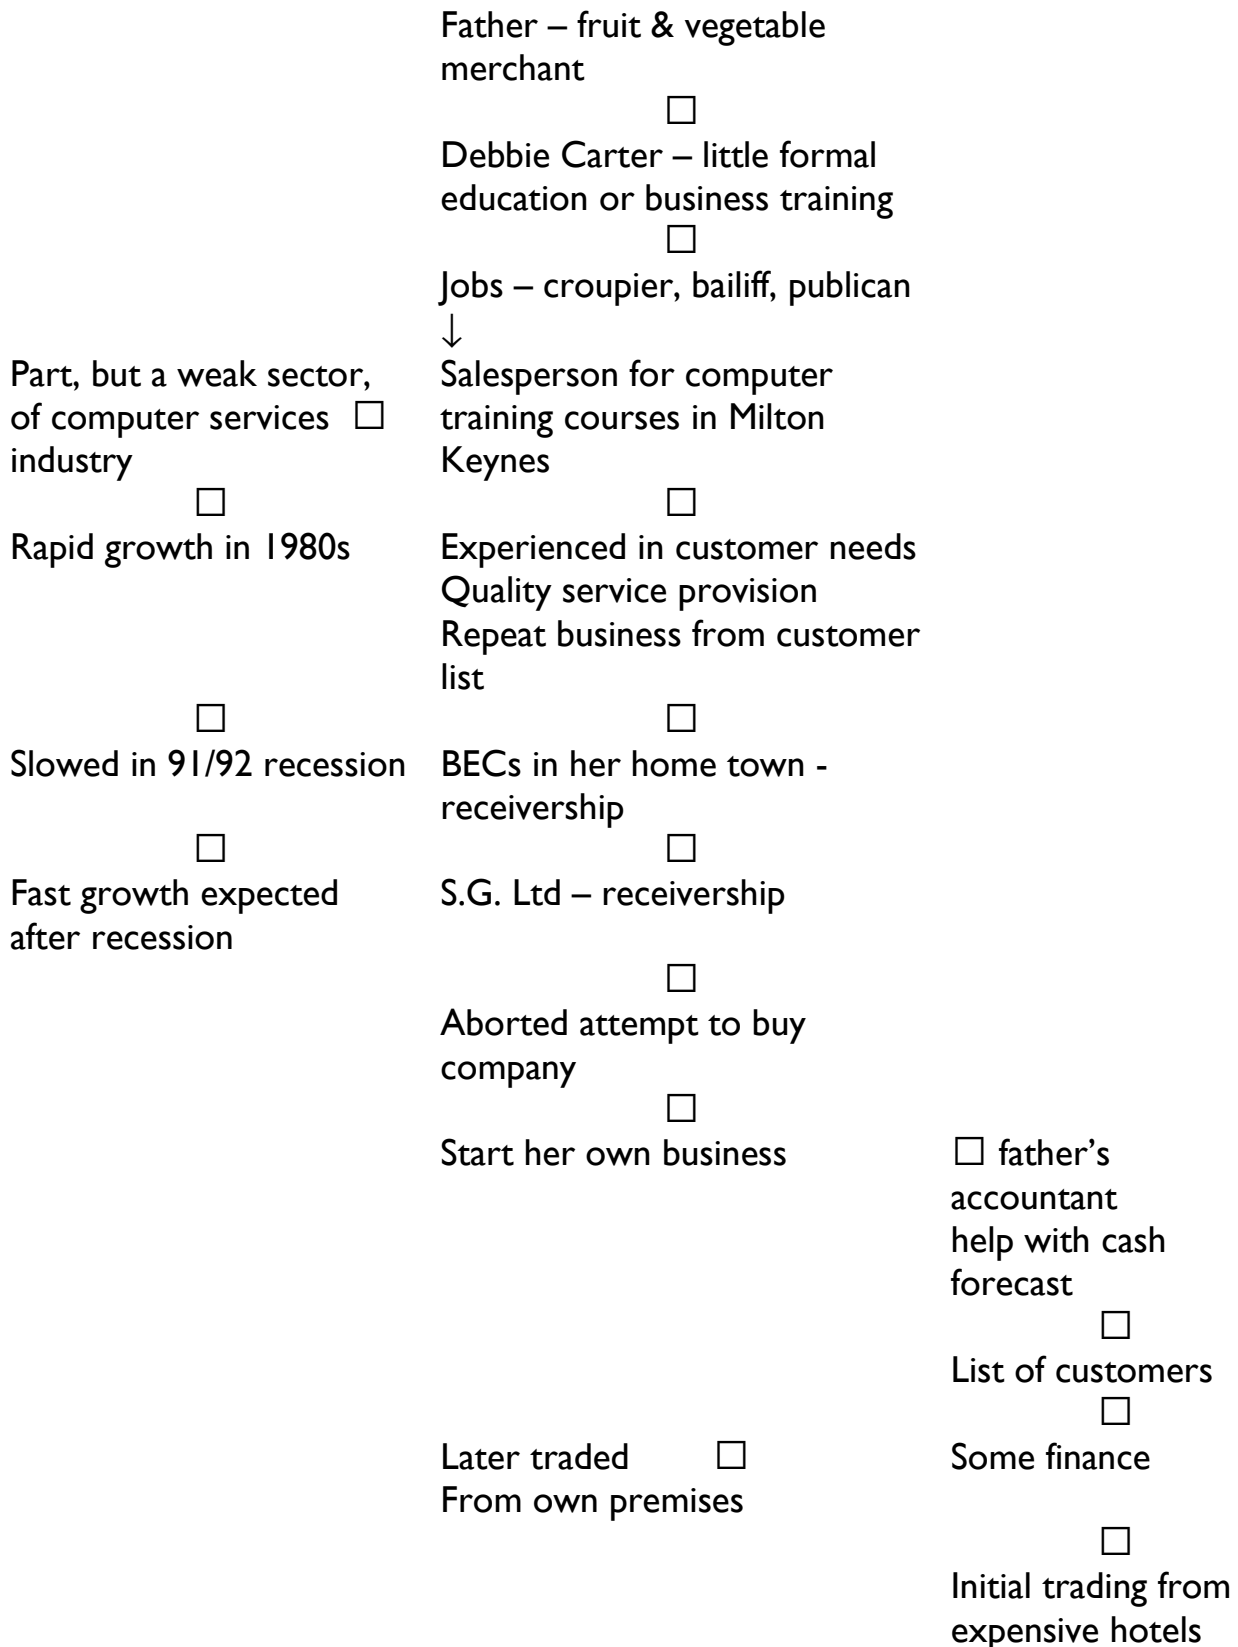 Father – fruit & vegetable
merchant
☐
Debbie Carter – little formal
education or business training
☐
Jobs – croupier, bailiff, publican
↓
Part, but a weak sector,
of computer services ☐
industry
Salesperson for computer
training courses in Milton
Keynes
☐
☐
Rapid growth in 1980s
Experienced in customer needs
Quality service provision
Repeat business from customer
list
☐
☐
Slowed in 91/92 recession
BECs in her home town -
receivership
☐
☐
Fast growth expected
after recession
S.G. Ltd – receivership
☐
Aborted attempt to buy
company
☐
Start her own business
☐ father's
accountant
help with cash
forecast
☐
List of customers
☐
Later traded ☐
From own premises
Some finance
☐
Initial trading from
expensive hotels